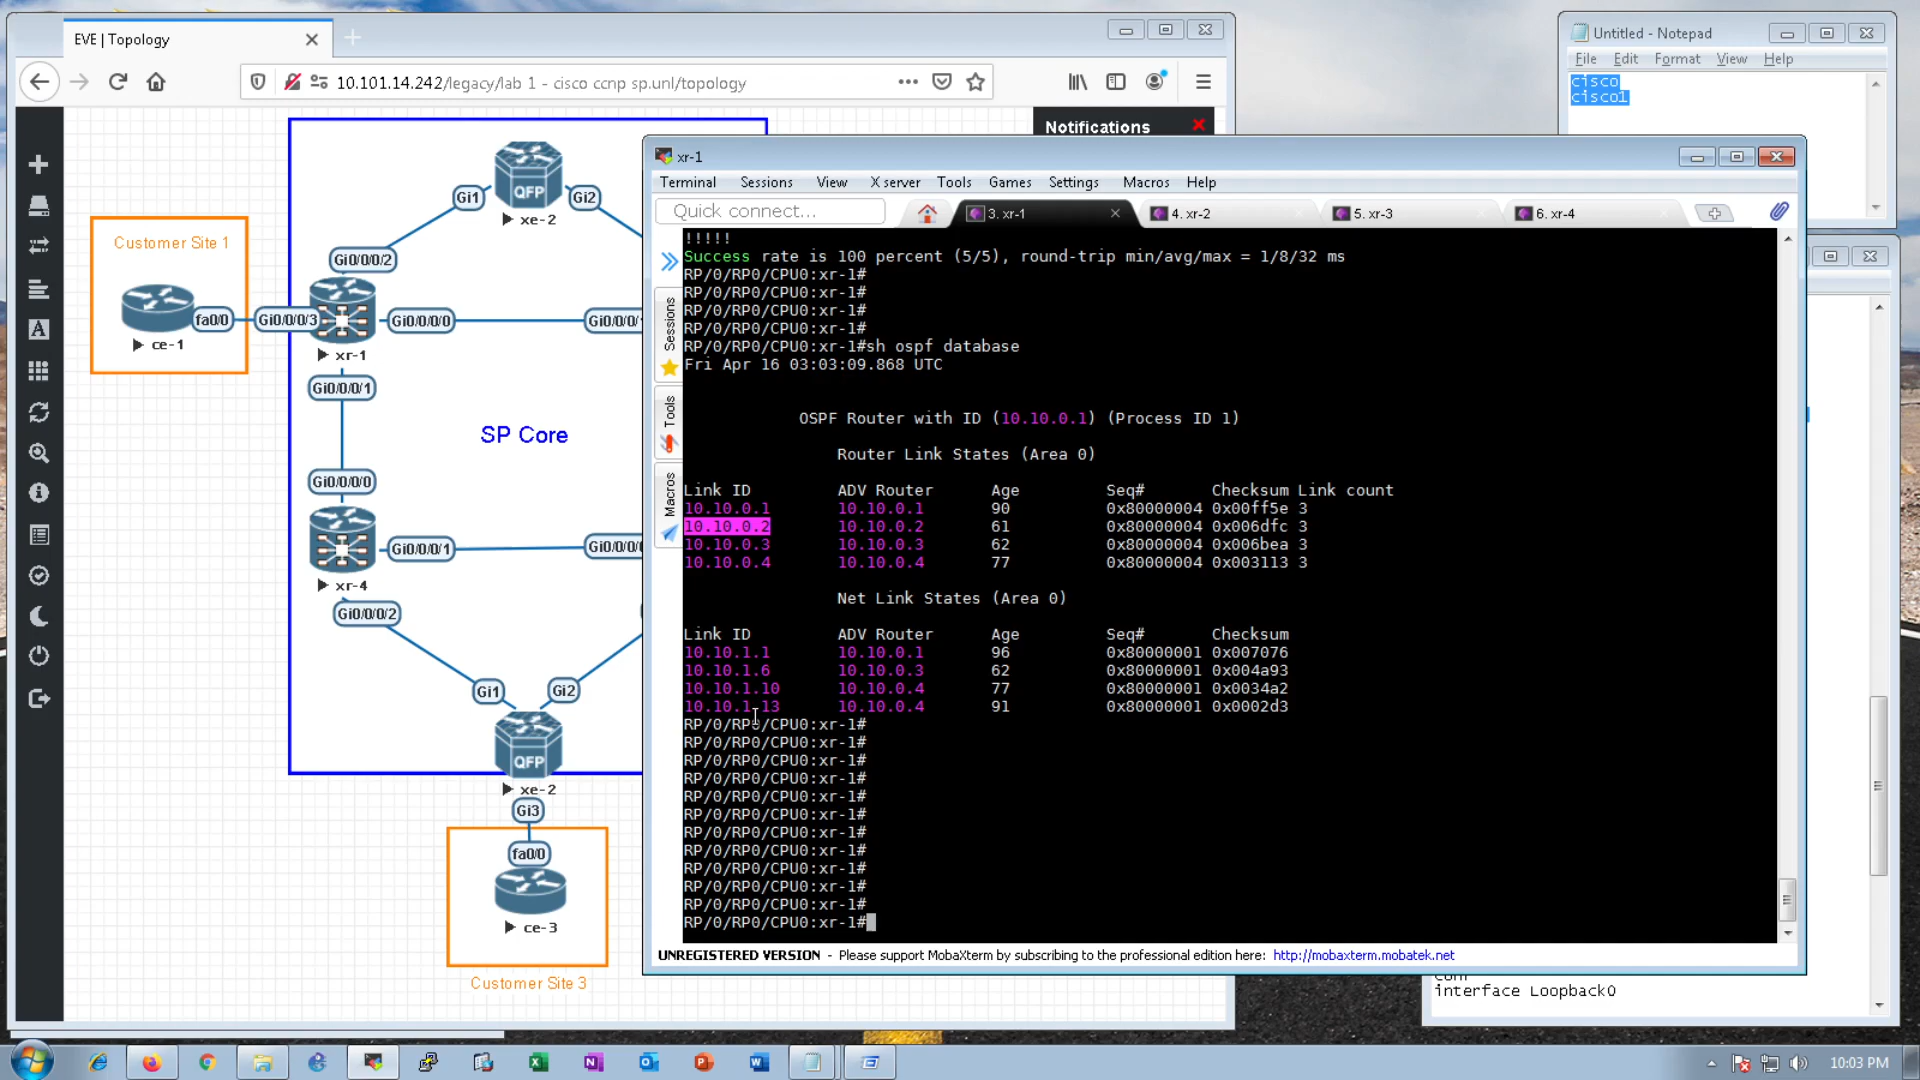 EVE | Topology
10.101.14.242/legacy/lab 1 - cisco ccnp sp.unl/topology
Notifications
Customer Site 1
ce-1
fa0/0
Gi0/0/0/3
Gi0/0/0/2
xr-1
Gi0/0/0/0
Gi0/0/0/1
Gi1
QFP
Gi2
xe-2
SP Core
Gi0/0/0/0
xr-4
Gi0/0/0/1
Gi0/0/0/2
Gi1
Gi2
QFP
xe-2
Gi3
fa0/0
ce-3
Customer Site 3
Untitled - Notepad
File Edit Format View Help
cisco
cisco1
xr-1
Terminal Sessions View X server Tools Games Settings Macros Help
Quick connect...
3. xr-1
4. xr-2
5. xr-3
6. xr-4
Sessions
Tools
Macros
!!!!!
Success rate is 100 percent (5/5), round-trip min/avg/max = 1/8/32 ms
RP/0/RP0/CPU0:xr-1#
RP/0/RP0/CPU0:xr-1#
RP/0/RP0/CPU0:xr-1#
RP/0/RP0/CPU0:xr-1#
RP/0/RP0/CPU0:xr-1#sh ospf database
Fri Apr 16 03:03:09.868 UTC
OSPF Router with ID (10.10.0.1) (Process ID 1)
Router Link States (Area 0)
Link ID ADV Router Age Seq# Checksum Link count
10.10.0.1 10.10.0.1 90 0x80000004 0x00ff5e 3
10.10.0.2 10.10.0.2 61 0x80000004 0x006dfc 3
10.10.0.3 10.10.0.3 62 0x80000004 0x006bea 3
10.10.0.4 10.10.0.4 77 0x80000004 0x003113 3
Net Link States (Area 0)
Link ID ADV Router Age Seq# Checksum
10.10.1.1 10.10.0.1 96 0x80000001 0x007076
10.10.1.6 10.10.0.3 62 0x80000001 0x004a93
10.10.1.10 10.10.0.4 77 0x80000001 0x0034a2
10.10.1.13 10.10.0.4 91 0x80000001 0x0002d3
RP/0/RP0/CPU0:xr-1#
RP/0/RP0/CPU0:xr-1#
RP/0/RP0/CPU0:xr-1#
RP/0/RP0/CPU0:xr-1#
RP/0/RP0/CPU0:xr-1#
RP/0/RP0/CPU0:xr-1#
RP/0/RP0/CPU0:xr-1#
RP/0/RP0/CPU0:xr-1#
RP/0/RP0/CPU0:xr-1#
RP/0/RP0/CPU0:xr-1#
RP/0/RP0/CPU0:xr-1#
RP/0/RP0/CPU0:xr-1#
UNREGISTERED VERSION - Please support MobaXterm by subscribing to the professional edition here: http://mobaxterm.mobatek.net
interface Loopback0
10:03 PM